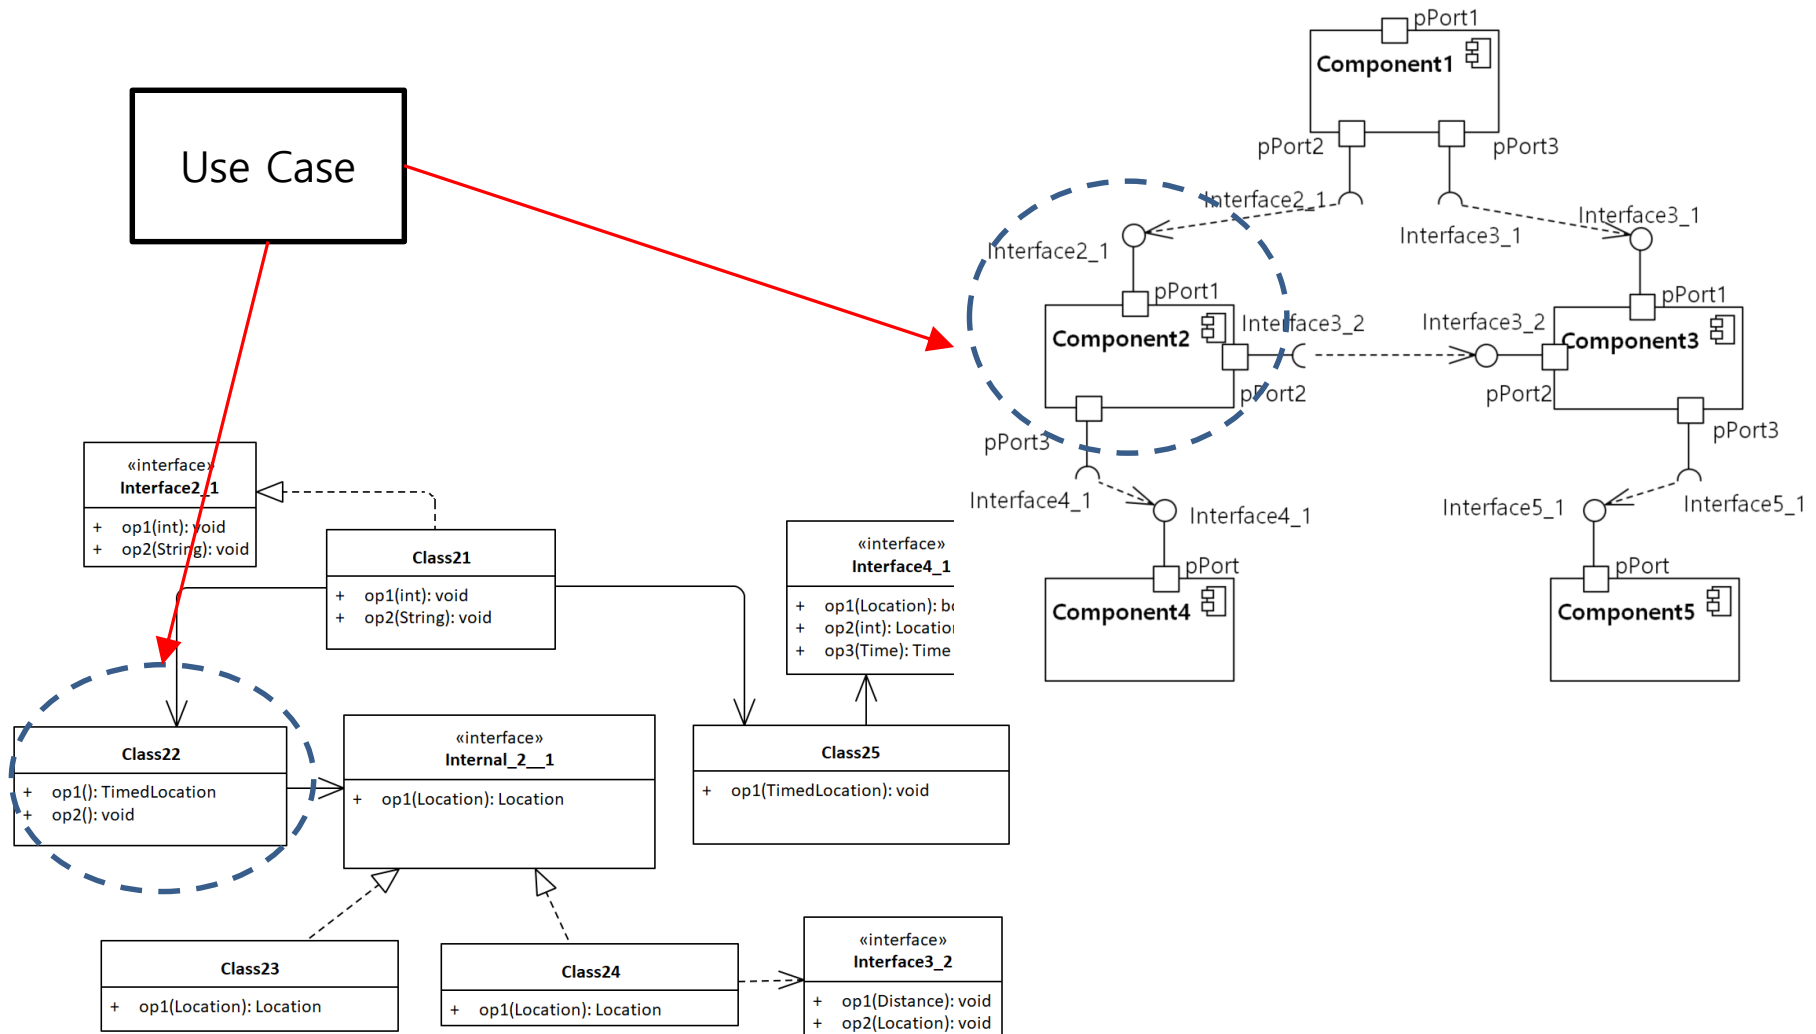 Use Case
pPort1
Component1
pPort2
pPort3
Interface2_1
Interface3_1
Interface3_1
Interface2_1
pPort1
pPort1
Component2
Interface3_2
Interface3_2
Component3
pPort2
pPort2
pPort3
pPort3
Interface4_1
Interface4_1
Interface5_1
Interface5_1
pPort
pPort
Component4
Component5
«interface»
Interface2_1
+ op1(int): void
+ op2(String): void
Class21
+ op1(int): void
+ op2(String): void
«interface»
Interface4_1
+ op1(Location):
+ op2(int): Location
+ op3(Time): Time
Class22
+ op1(): TimedLocation
+ op2(): void
«interface»
Internal_2__1
+ op1(Location): Location
Class25
+ op1(TimedLocation): void
Class23
+ op1(Location): Location
Class24
+ op1(Location): Location
«interface»
Interface3_2
+ op1(Distance): void
+ op2(Location): void